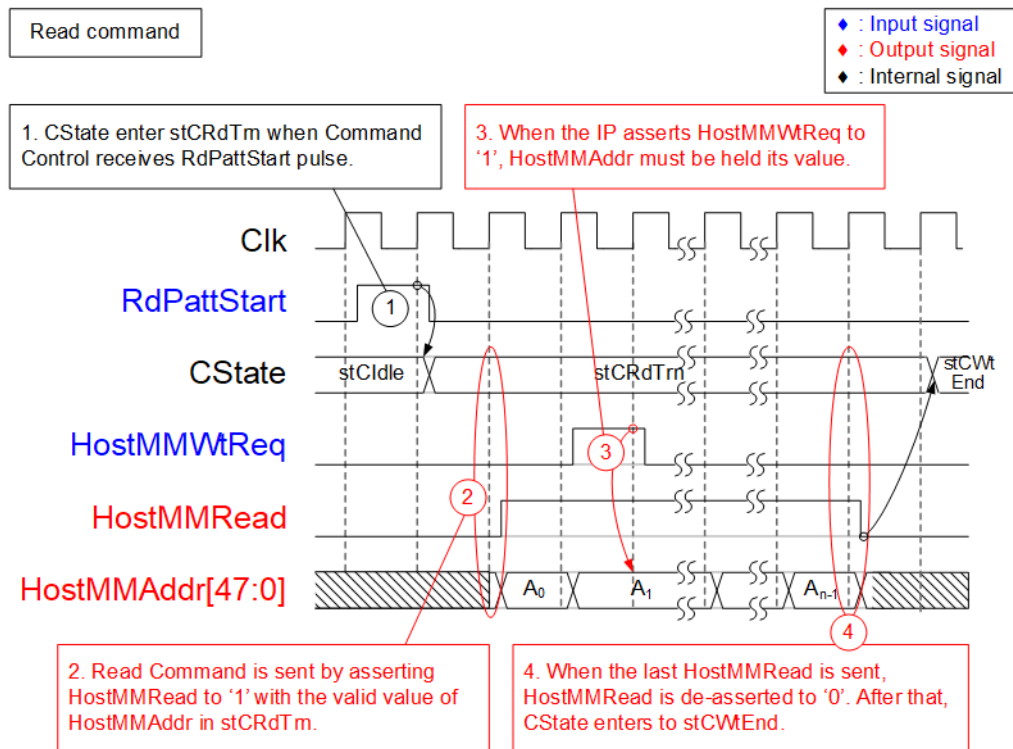 Read command
♦ : Input signal
♦ : Output signal
♦ : Internal signal
1. CState enter stCRdTrn when Command
Control receives RdPattStart pulse.
3. When the IP asserts HostMMWtReq to
‘1’, HostMMAddr must be held its value.
Clk
RdPattStart
1
CState
stCIdle
stCRdTrn
stCWt
End
HostMMWtReq
3
2
HostMMRead
HostMMAddr[47:0]
A0
A1
An-1
4
2. Read Command is sent by asserting
HostMMRead to ‘1’ with the valid value of
HostMMAddr in stCRdTrn.
4. When the last HostMMRead is sent,
HostMMRead is de-asserted to ‘0’. After that,
CState enters to stCWtEnd.